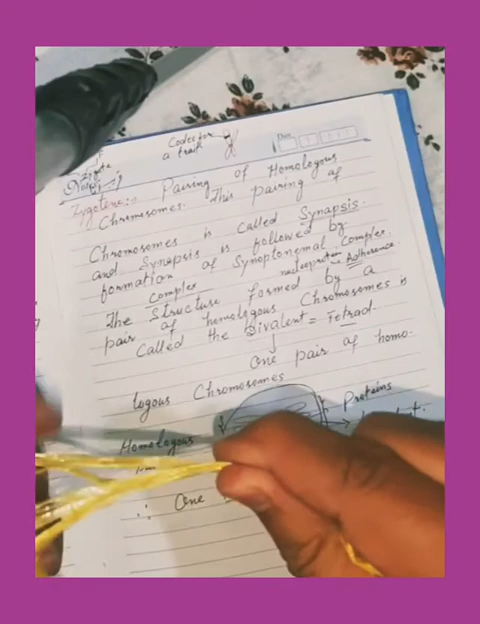 Codes for
a trait
Date
Zygotene:- Pairing of Homologous
Chromosomes. This pairing of
Chromosomes is called Synapsis.
and Synapsis is followed by
formation of Synoptonemal Complex.
Complex nucleoprotein = Adherence
The Structure formed by a
pair of homologous Chromosomes is
Called the Bivalent = Tetrad.
One pair of homo-
logous Chromosomes
Proteins
Homologous
∴ One